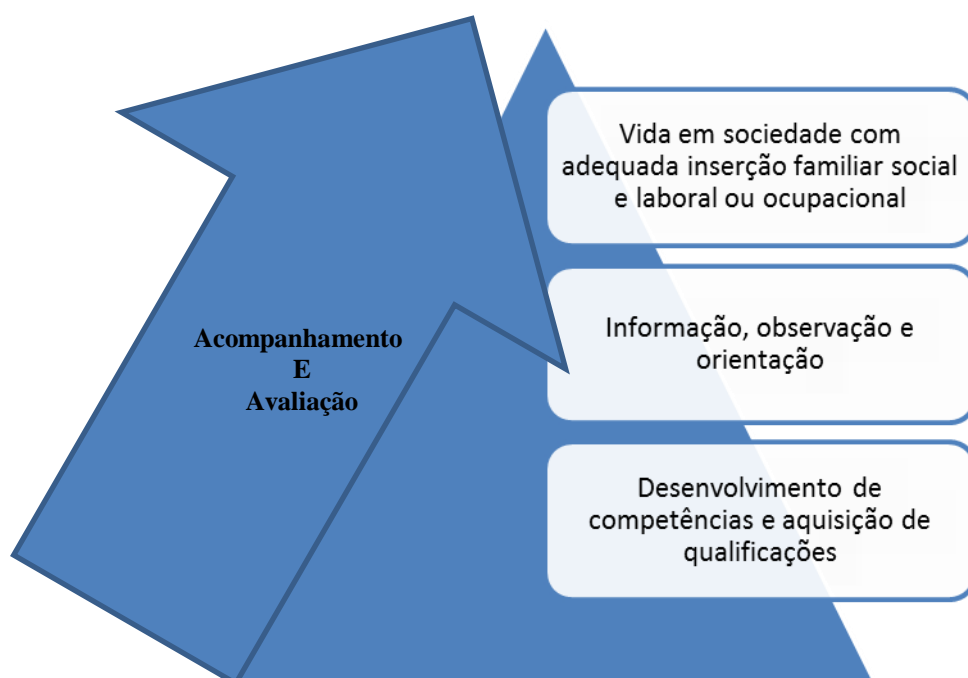 Vida em sociedade com
adequada inserção familiar social
e laboral ou ocupacional
Informação, observação e
orientação
Acompanhamento
E
Avaliação
Desenvolvimento de
competências e aquisição de
qualificações